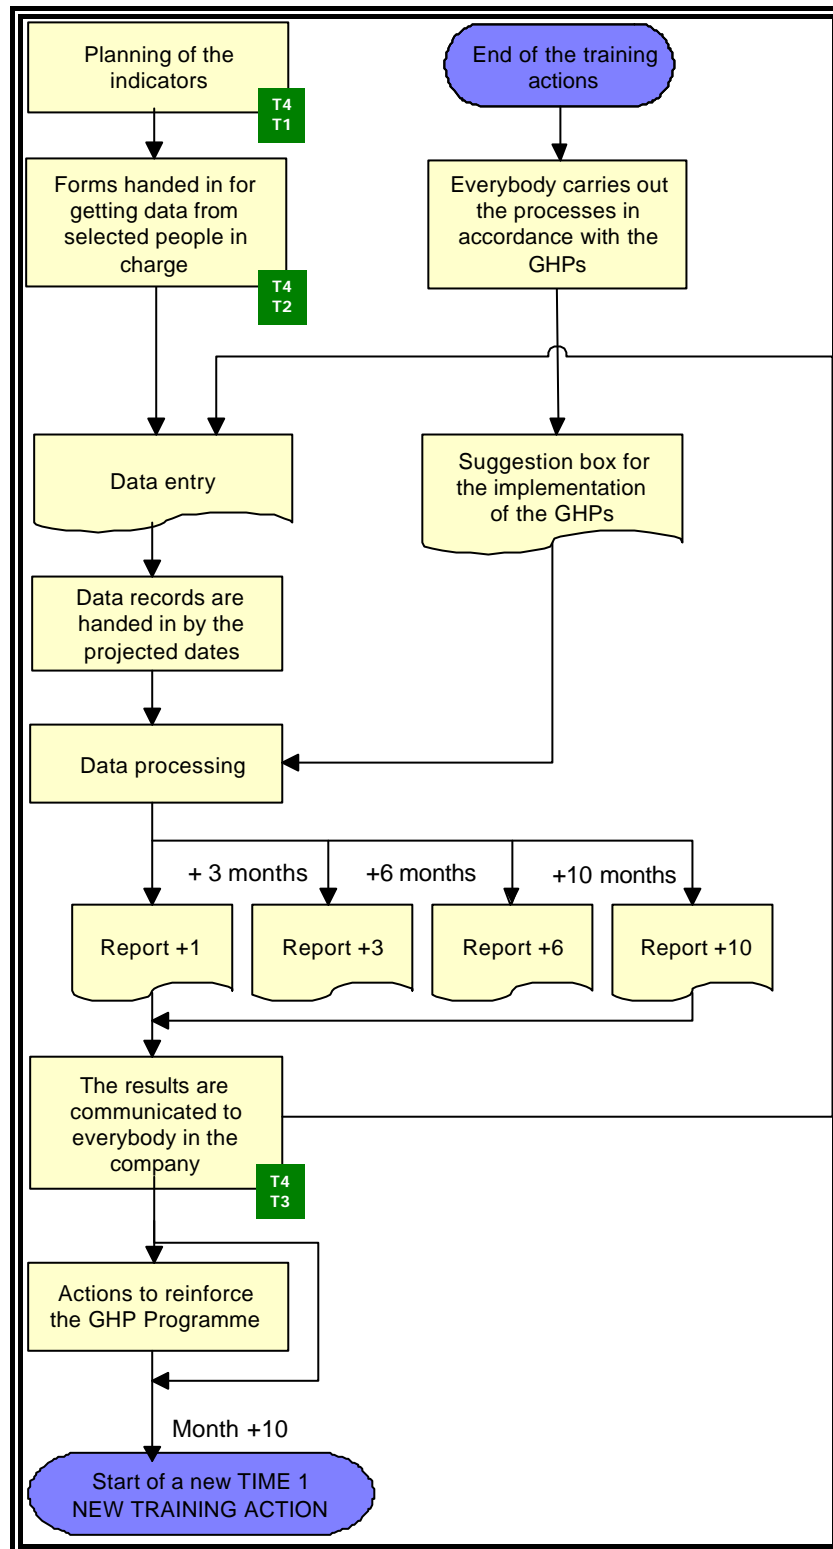 Planning of the
indicators
T4
T1
End of the training
actions
Forms handed in for
getting data from
selected people in
charge
T4
T2
Everybody carries out
the processes in
accordance with the
GHPs
Data entry
Suggestion box for
the implementation
of the GHPs
Data records are
handed in by the
projected dates
Data processing
+ 3 months
+6 months
+10 months
Report +1
Report +3
Report +6
Report +10
The results are
communicated to
everybody in the
company
T4
T3
Actions to reinforce
the GHP Programme
Month +10
Start of a new TIME 1
NEW TRAINING ACTION